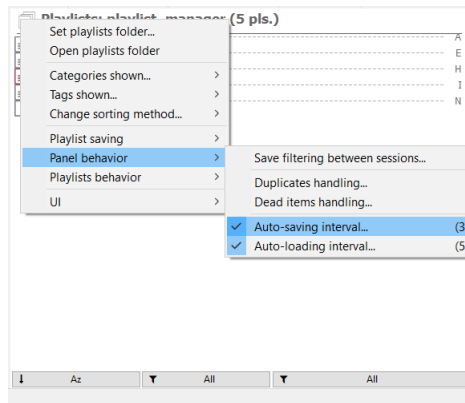 Playlists: playlist_manager (5 pls.)
Set playlists folder...
Open playlists folder
Categories shown...
Tags shown...
Change sorting method...
Playlist saving
Panel behavior
Playlists behavior
UI
Save filtering between sessions...
Duplicates handling...
Dead items handling...
Auto-saving interval... (3
Auto-loading interval... (5
A
E
H
I
N
Az All All